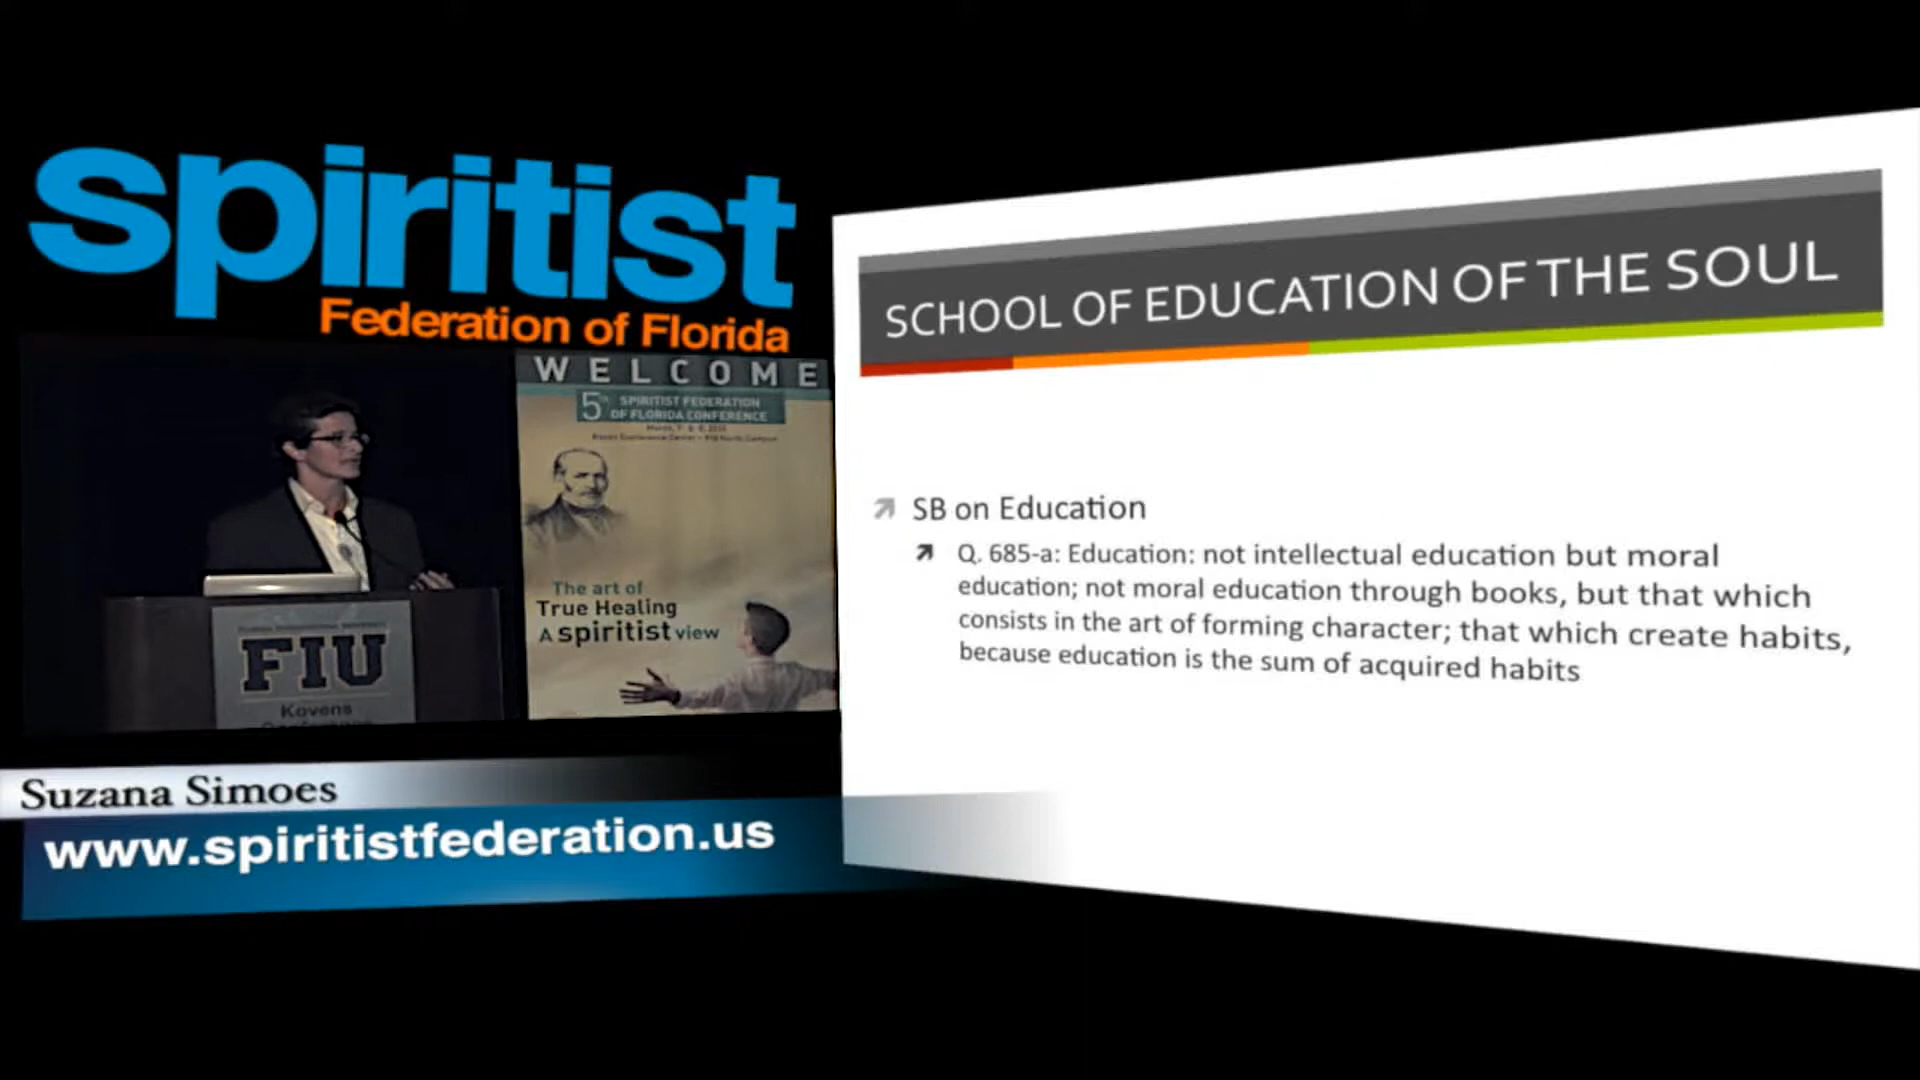 spiritist
Federation of Florida
WELCOME
5th SPIRITIST FEDERATION
OF FLORIDA CONFERENCE
The art of
True Healing
A spiritist view
FIU
Kovens
Suzana Simoes
www.spiritistfederation.us
SCHOOL OF EDUCATION OF THE SOUL
SB on Education
Q. 685-a: Education: not intellectual education but moral
education; not moral education through books, but that which
consists in the art of forming character; that which create habits,
because education is the sum of acquired habits